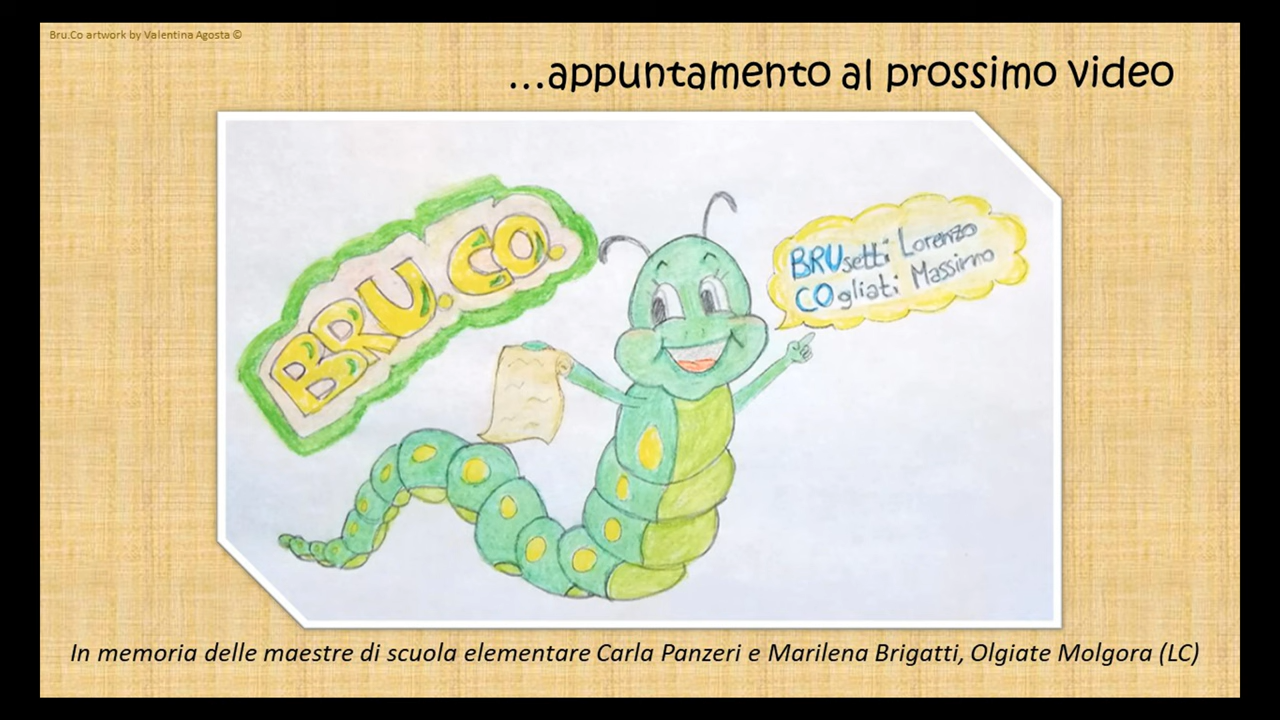 Bru.Co artwork by Valentina Agosta ©
...appuntamento al prossimo video
BRU.CO.
BRUsetti Lorenzo
COgliati Massimo
In memoria delle maestre di scuola elementare Carla Panzeri e Marilena Brigatti, Olgiate Molgora (LC)